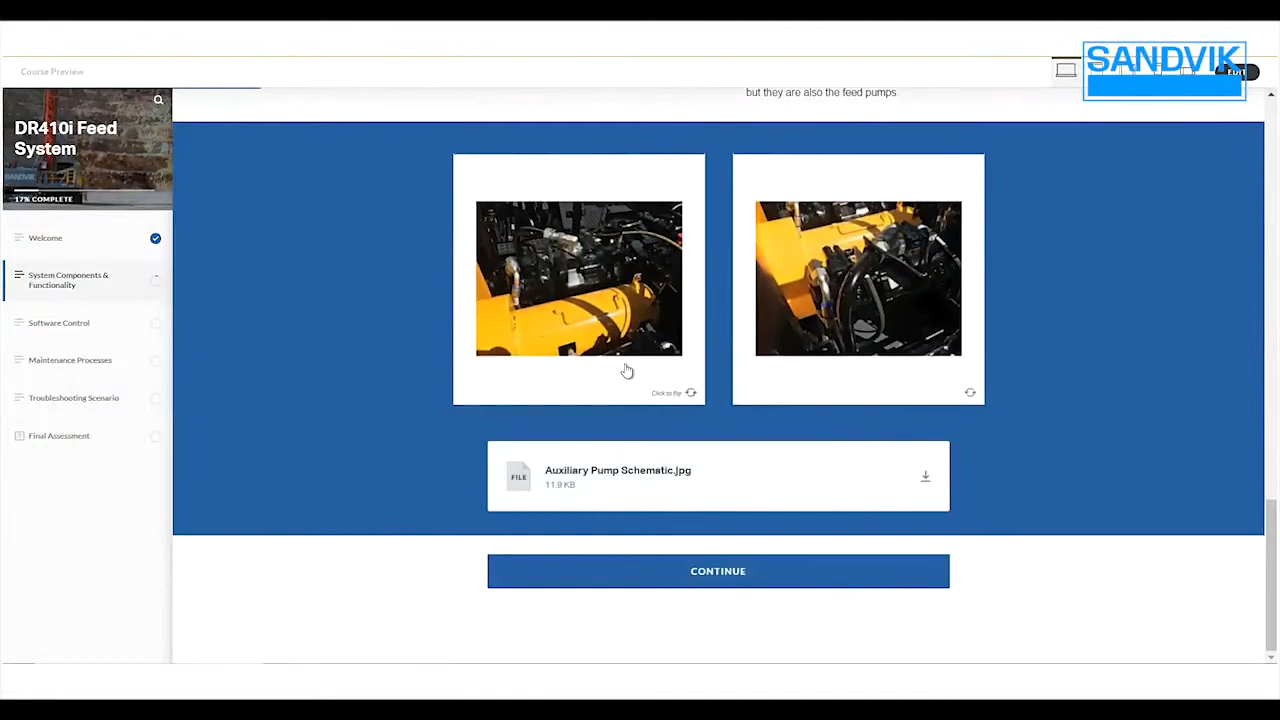 SANDVIK
Course Preview
EDIT
but they are also the feed pumps.
DR410i Feed
System
SANDVIK
17% COMPLETE
Welcome
System Components &
Functionality
Software Control
Maintenance Processes
Troubleshooting Scenario
Final Assessment
Click to flip
FILE
Auxiliary Pump Schematic.jpg
11.9 KB
CONTINUE